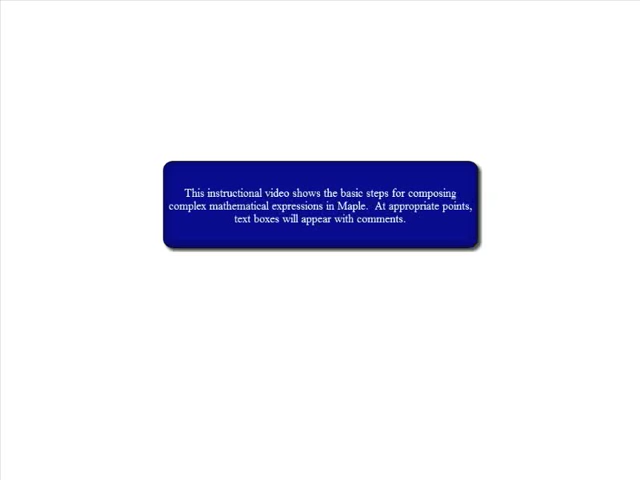 This instructional video shows the basic steps for composing
complex mathematical expressions in Maple.  At appropriate points,
text boxes will appear with comments.